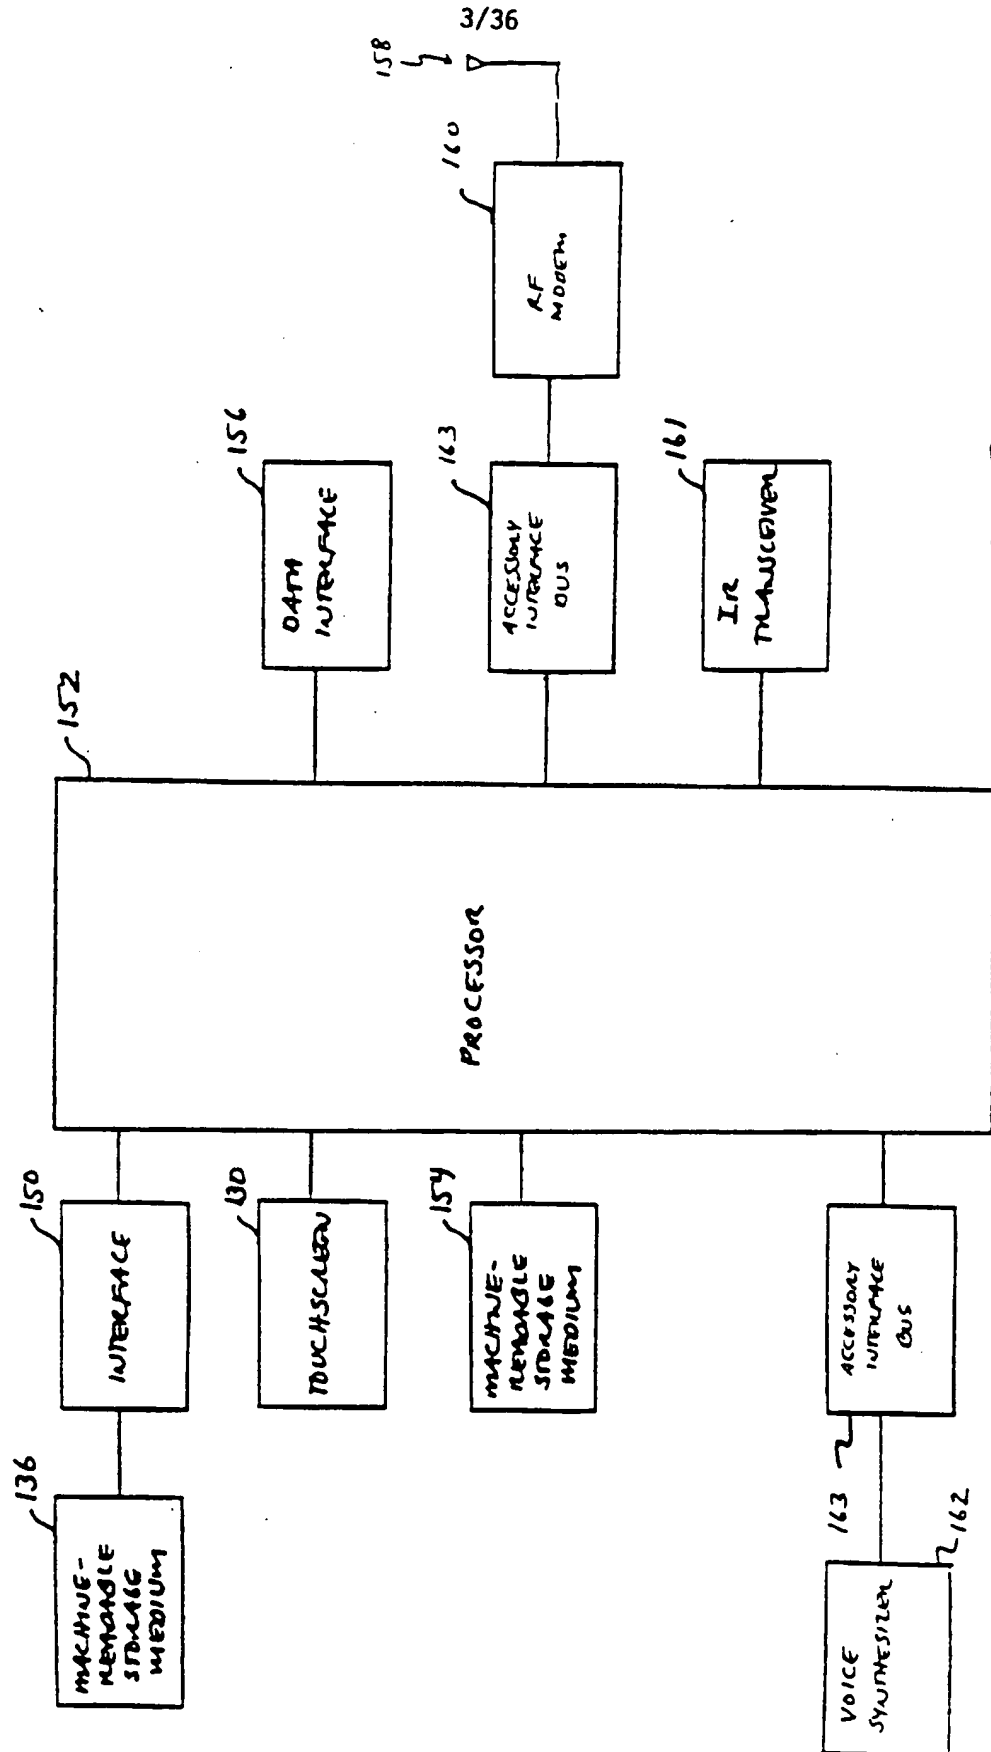 3/36
158
160
RF
MODEM
156
DATA
INTERFACE
163
ACCESSORY
INTERFACE
BUS
161
IR
TRANSCEIVER
152
PROCESSOR
150
INTERFACE
130
TOUCHSCREEN
154
MACHINE-
READABLE
STORAGE
MEDIUM
ACCESSORY
INTERFACE
BUS
136
MACHINE-
READABLE
STORAGE
MEDIUM
163
162
VOICE
SYNTHESIZER